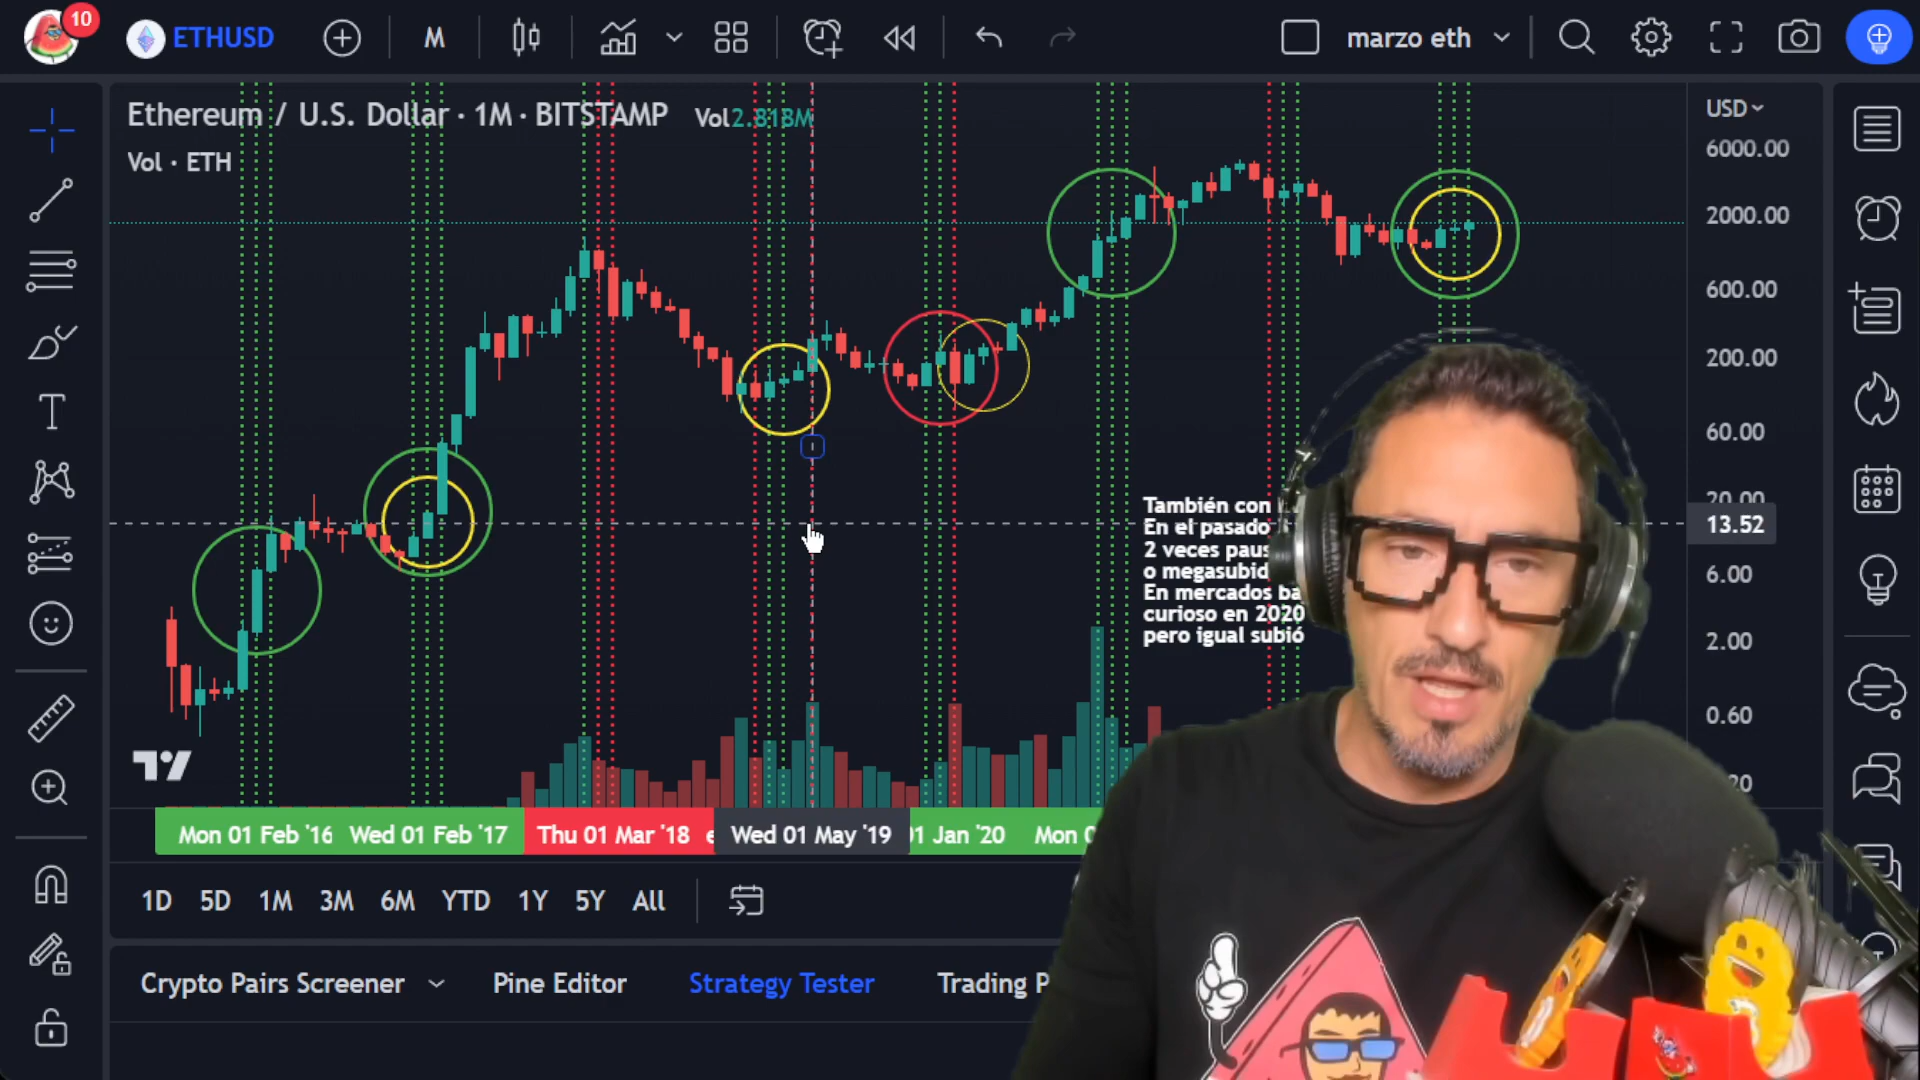 10
ETHUSD
M
marzo eth
Ethereum / U.S. Dollar · 1M · BITSTAMP
Vol 2.818M
Vol · ETH
USD
6000.00
2000.00
600.00
200.00
60.00
20.00
13.52
6.00
2.00
0.60
También con
En el pasado
2 veces paus
o megasubid
En mercados ba
curioso en 2020
pero igual subió
Mon 01 Feb '16
Wed 01 Feb '17
Thu 01 Mar '18
Wed 01 May '19
01 Jan '20
Mon
1D 5D 1M 3M 6M YTD 1Y 5Y All
Crypto Pairs Screener
Pine Editor
Strategy Tester
Trading P